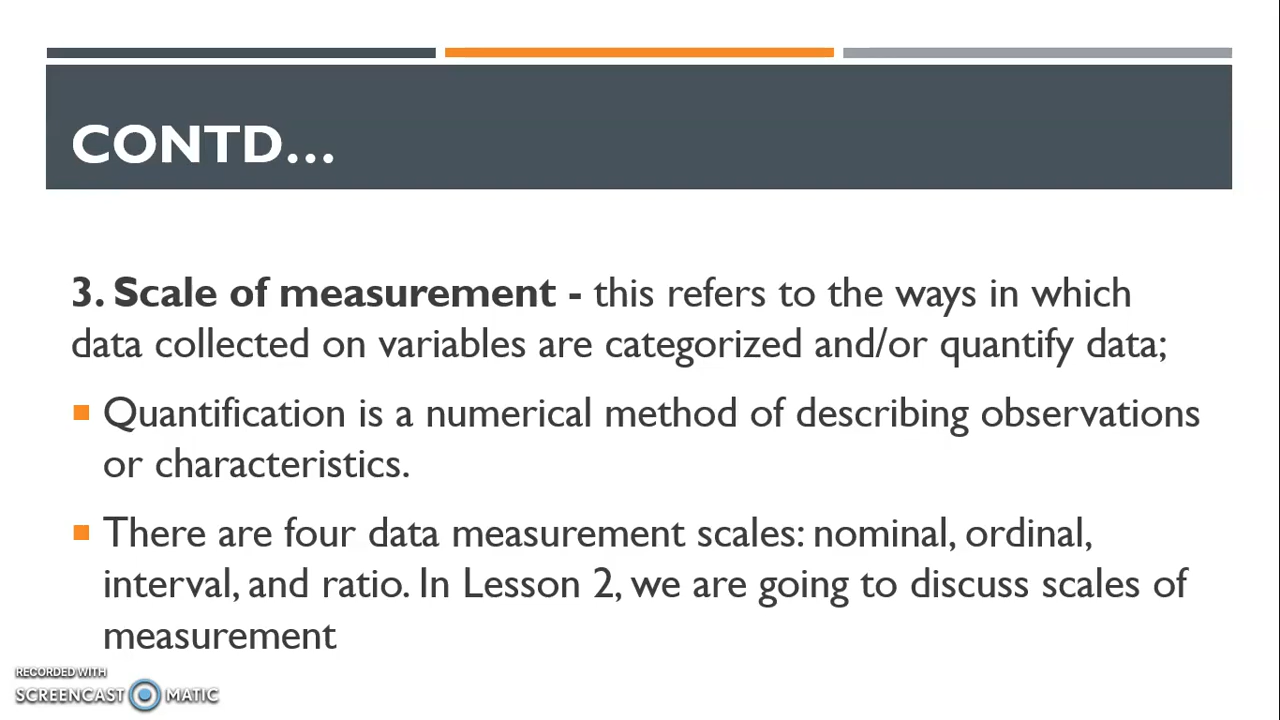 CONTD...
3. Scale of measurement - this refers to the ways in which
data collected on variables are categorized and/or quantify data;
Quantification is a numerical method of describing observations
or characteristics.
There are four data measurement scales: nominal, ordinal,
interval, and ratio. In Lesson 2, we are going to discuss scales of
measurement
RECORDED WITH
SCREENCAST MATIC